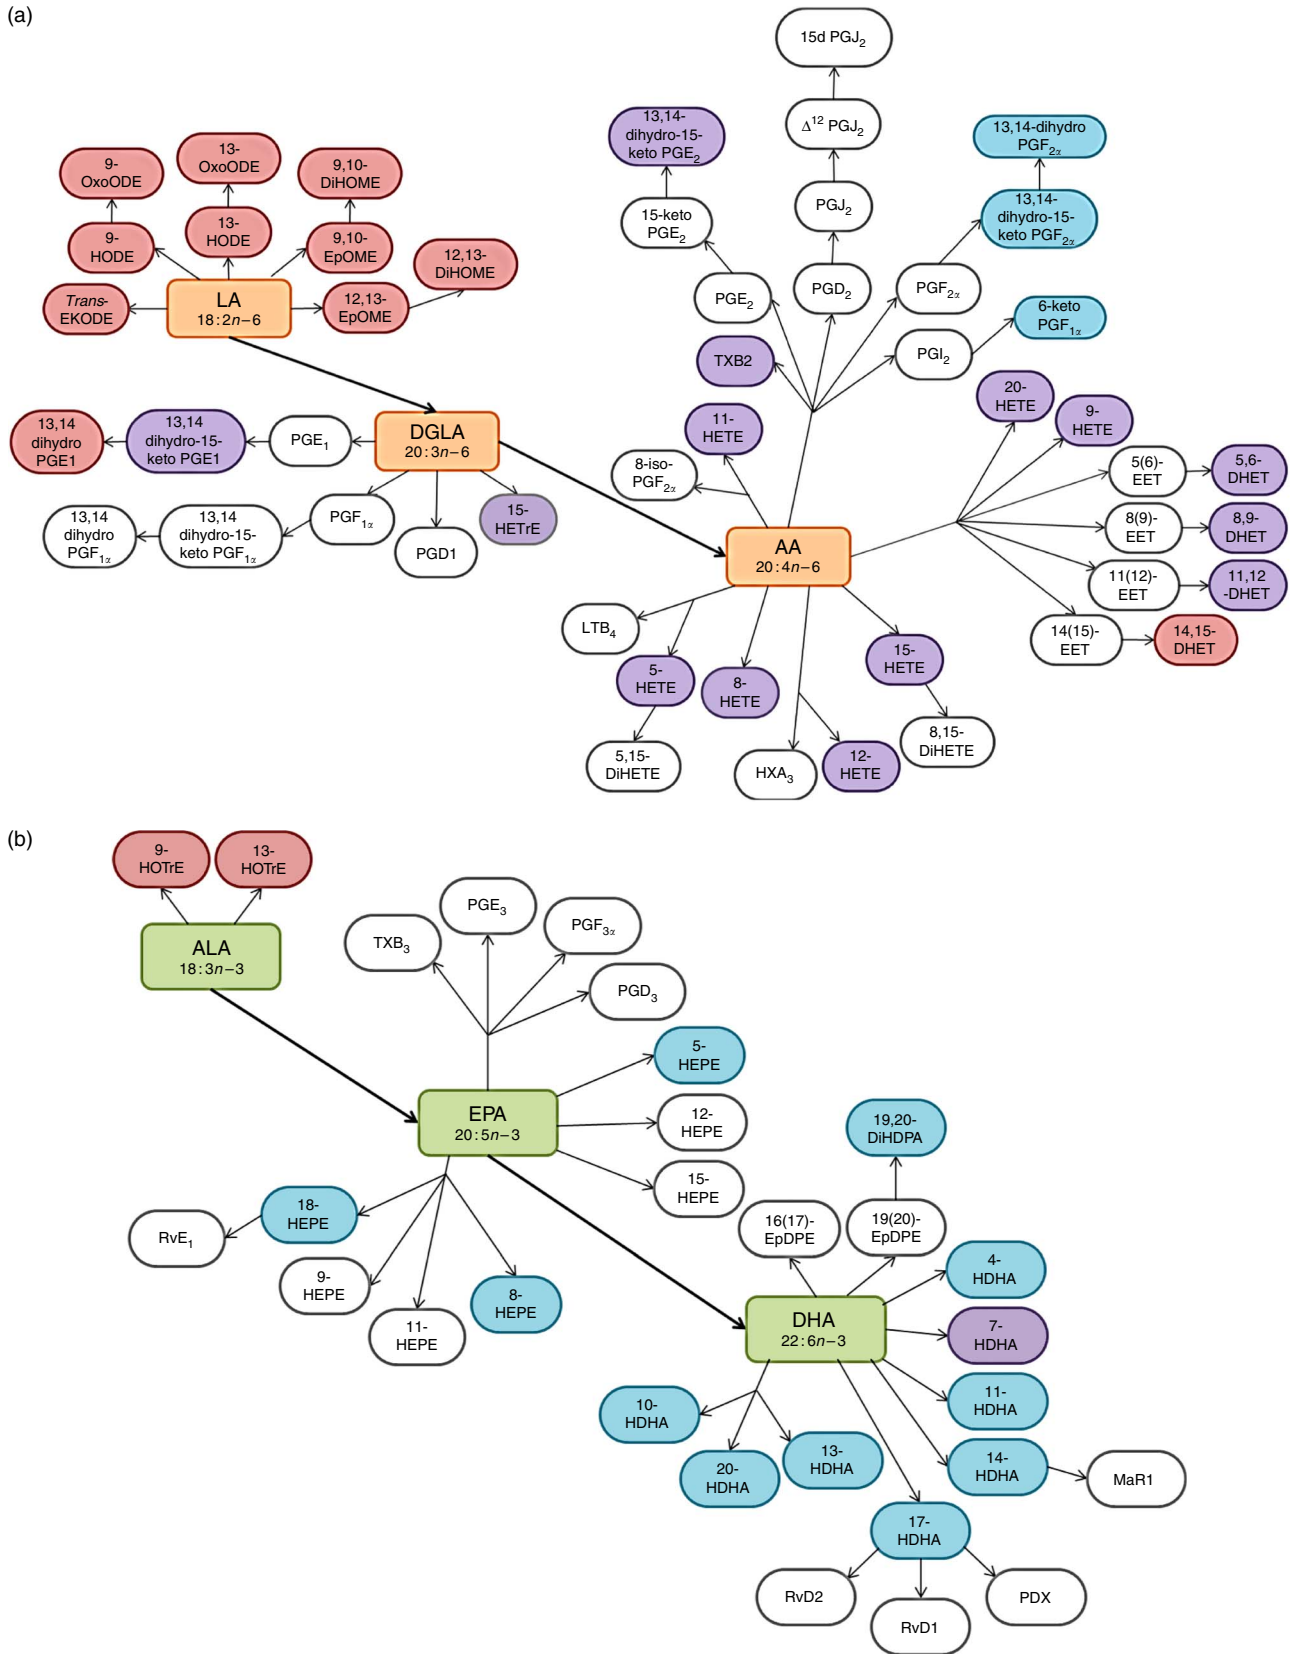 (a)
15d PGJ2
Δ12 PGJ2
PGJ2
PGD2
13,14-
dihydro-15-
keto PGE2
15-keto
PGE2
PGE2
13,14-dihydro
PGF2α
13,14-
dihydro-15-
keto PGF2α
PGF2α
6-keto
PGF1α
PGI2
TXB2
9-
OxoODE
13-
OxoODE
9,10-
DiHOME
9-
HODE
13-
HODE
9,10-
EpOME
12,13-
DiHOME
Trans-
EKODE
LA
18:2n−6
12,13-
EpOME
13,14
dihydro
PGE1
13,14
dihydro-15-
keto PGE1
PGE1
DGLA
20:3n−6
13,14
dihydro
PGF1α
13,14
dihydro-15-
keto PGF1α
PGF1α
PGD1
15-
HETrE
11-
HETE
8-iso-
PGF2α
AA
20:4n−6
20-
HETE
9-
HETE
5(6)-
EET
5,6-
DHET
8(9)-
EET
8,9-
DHET
11(12)-
EET
11,12
-DHET
14(15)-
EET
14,15-
DHET
LTB4
5-
HETE
8-
HETE
15-
HETE
5,15-
DiHETE
HXA3
12-
HETE
8,15-
DiHETE
(b)
9-
HOTrE
13-
HOTrE
ALA
18:3n−3
TXB3
PGE3
PGF3α
PGD3
5-
HEPE
EPA
20:5n−3
12-
HEPE
15-
HEPE
RvE1
18-
HEPE
9-
HEPE
11-
HEPE
8-
HEPE
19,20-
DiHDPA
16(17)-
EpDPE
19(20)-
EpDPE
4-
HDHA
DHA
22:6n−3
7-
HDHA
11-
HDHA
10-
HDHA
20-
HDHA
13-
HDHA
14-
HDHA
MaR1
17-
HDHA
RvD2
RvD1
PDX